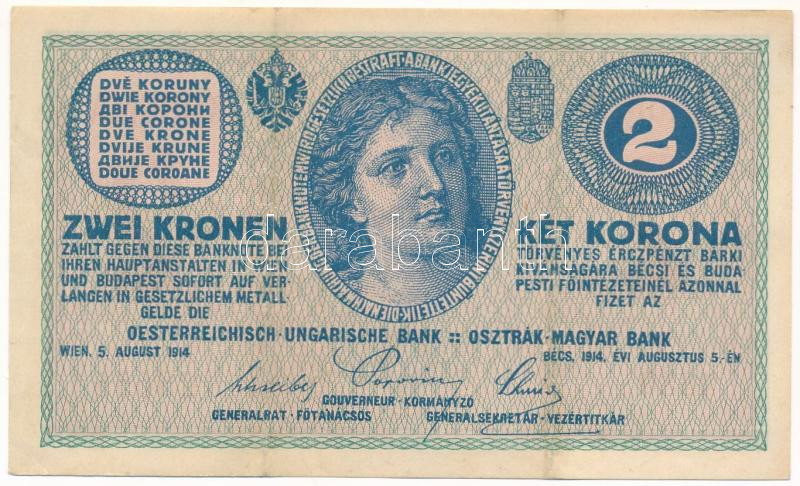 DVĚ KORUNY
DWIE KORONY
ДВІ КОРОНИ
DUE CORONE
DVE KRONE
DVIJE KRUNE
ДВИЈЕ КРУНЕ
DOUE COROANE
2
ZWEI KRONEN
ZAHLT GEGEN DIESE BANKNOTE BEI
IHREN HAUPTANSTALTEN IN WIEN
UND BUDAPEST SOFORT AUF VER-
LANGEN IN GESETZLICHEM METALL-
GELDE DIE
KÉT KORONA
TÖRVÉNYES ÉRCZPÉNZT BÁRKI
KÍVÁNSÁGÁRA BÉCSI ÉS BUDA-
PESTI FŐINTÉZETEINÉL AZONNAL
FIZET AZ
OESTERREICHISCH-UNGARISCHE BANK :: OSZTRÁK-MAGYAR BANK
WIEN, 5. AUGUST 1914
BÉCS, 1914. ÉVI AUGUSZTUS 5-ÉN
Popovics
GOUVERNEUR · KORMÁNYZÓ
GENERALRAT · FŐTANÁCSOS
GENERALSEKRETÄR · VEZÉRTITKÁR
darabanth